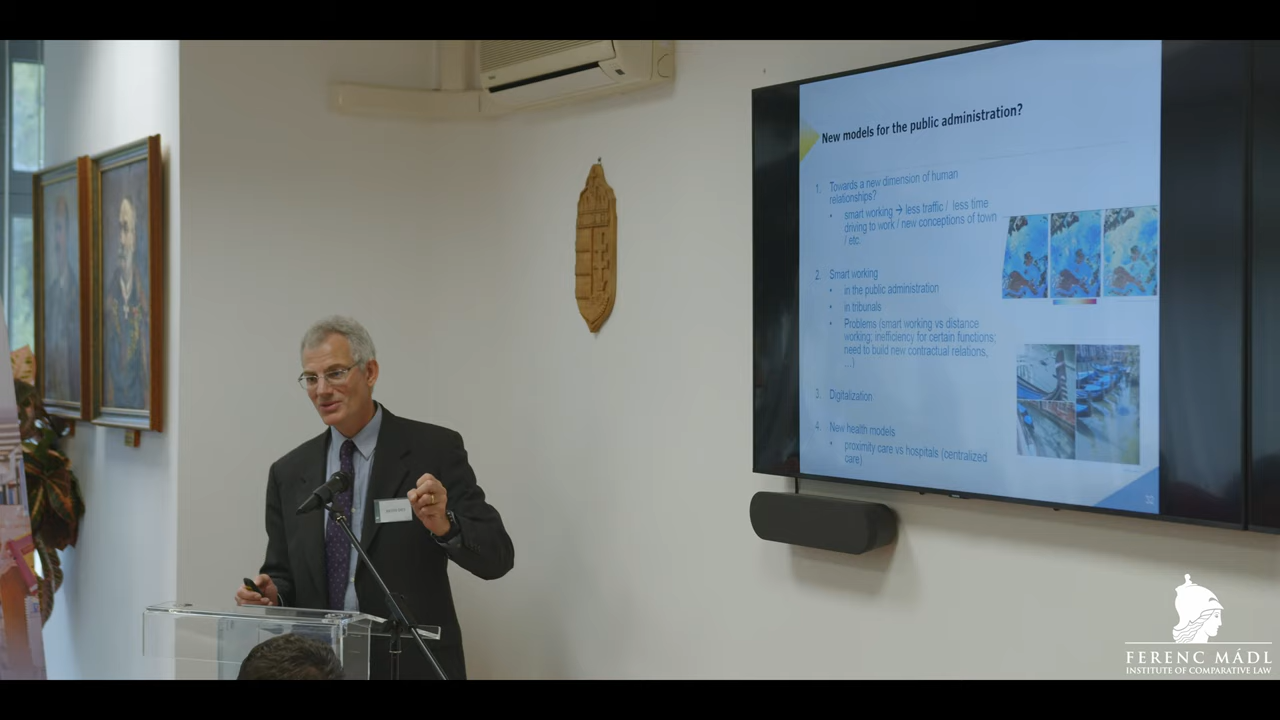 New models for the public administration?
1. Towards a new dimension of human
relationships?
• smart working → less traffic / less time
driving to work / new conceptions of town
/ etc.
2. Smart working
• in the public administration
• in tribunals
• Problems (smart working vs distance
working; inefficiency for certain functions;
need to build new contractual relations,
...)
3. Digitalization
4. New health models
• proximity care vs hospitals (centralized
care)
FERENC MÁDL
INSTITUTE OF COMPARATIVE LAW